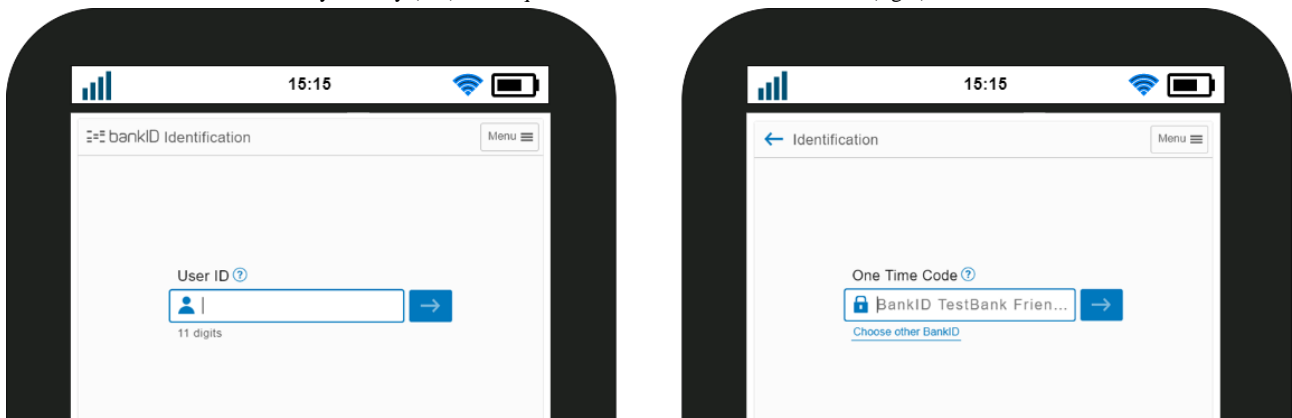 15:15
bankID Identification
Menu
User ID ?
11 digits
15:15
Identification
Menu
One Time Code ?
BankID TestBank Frien...
Choose other BankID